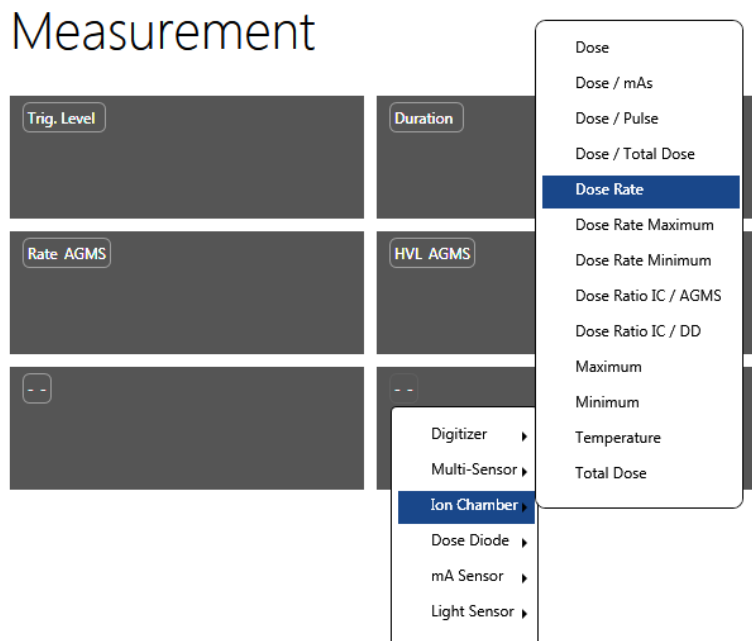 Measurement
Trig. Level
Duration
Rate AGMS
HVL AGMS
- -
- -
Digitizer
Multi-Sensor
Ion Chamber
Dose Diode
mA Sensor
Light Sensor
Dose
Dose / mAs
Dose / Pulse
Dose / Total Dose
Dose Rate
Dose Rate Maximum
Dose Rate Minimum
Dose Ratio IC / AGMS
Dose Ratio IC / DD
Maximum
Minimum
Temperature
Total Dose